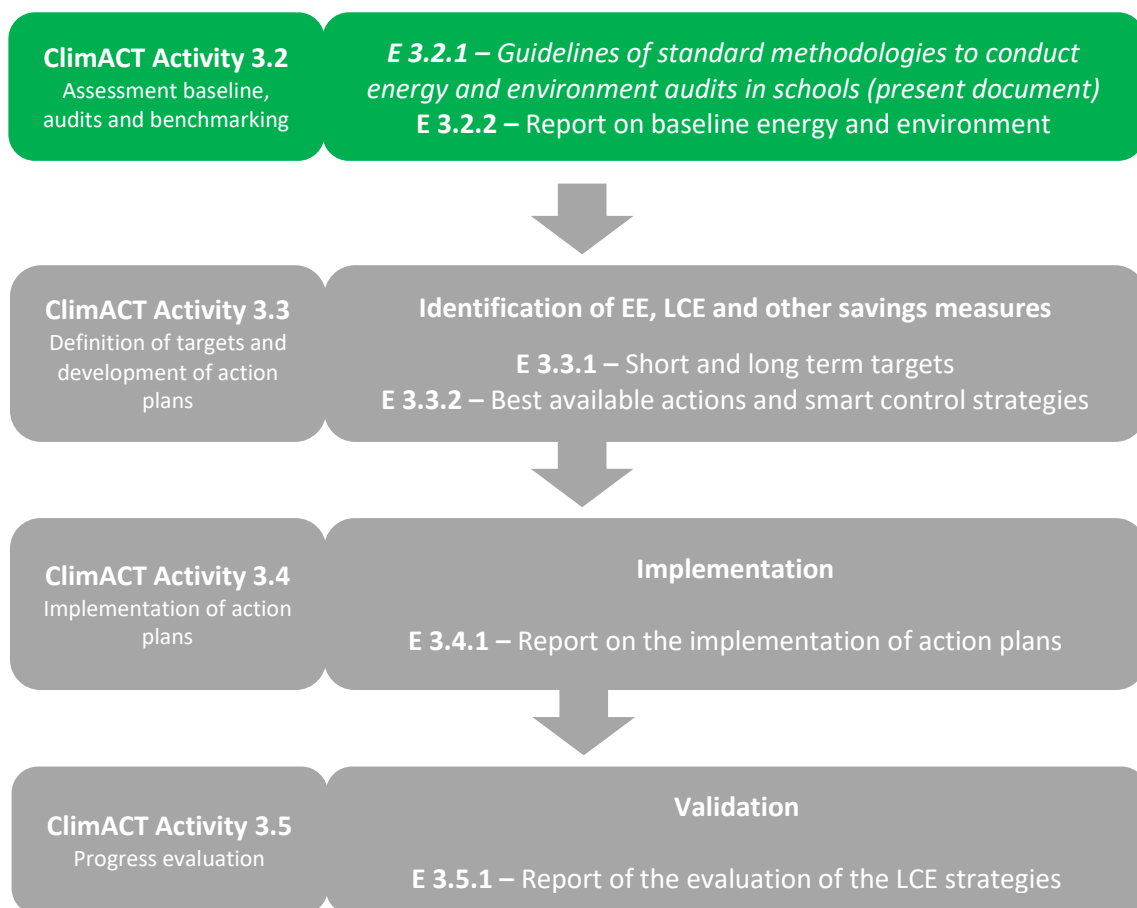 ClimACT Activity 3.2
Assessment baseline,
audits and benchmarking
E 3.2.1 – Guidelines of standard methodologies to conduct
energy and environment audits in schools (present document)
E 3.2.2 – Report on baseline energy and environment
ClimACT Activity 3.3
Definition of targets and
development of action
plans
Identification of EE, LCE and other savings measures
E 3.3.1 – Short and long term targets
E 3.3.2 – Best available actions and smart control strategies
ClimACT Activity 3.4
Implementation of action
plans
Implementation
E 3.4.1 – Report on the implementation of action plans
ClimACT Activity 3.5
Progress evaluation
Validation
E 3.5.1 – Report of the evaluation of the LCE strategies